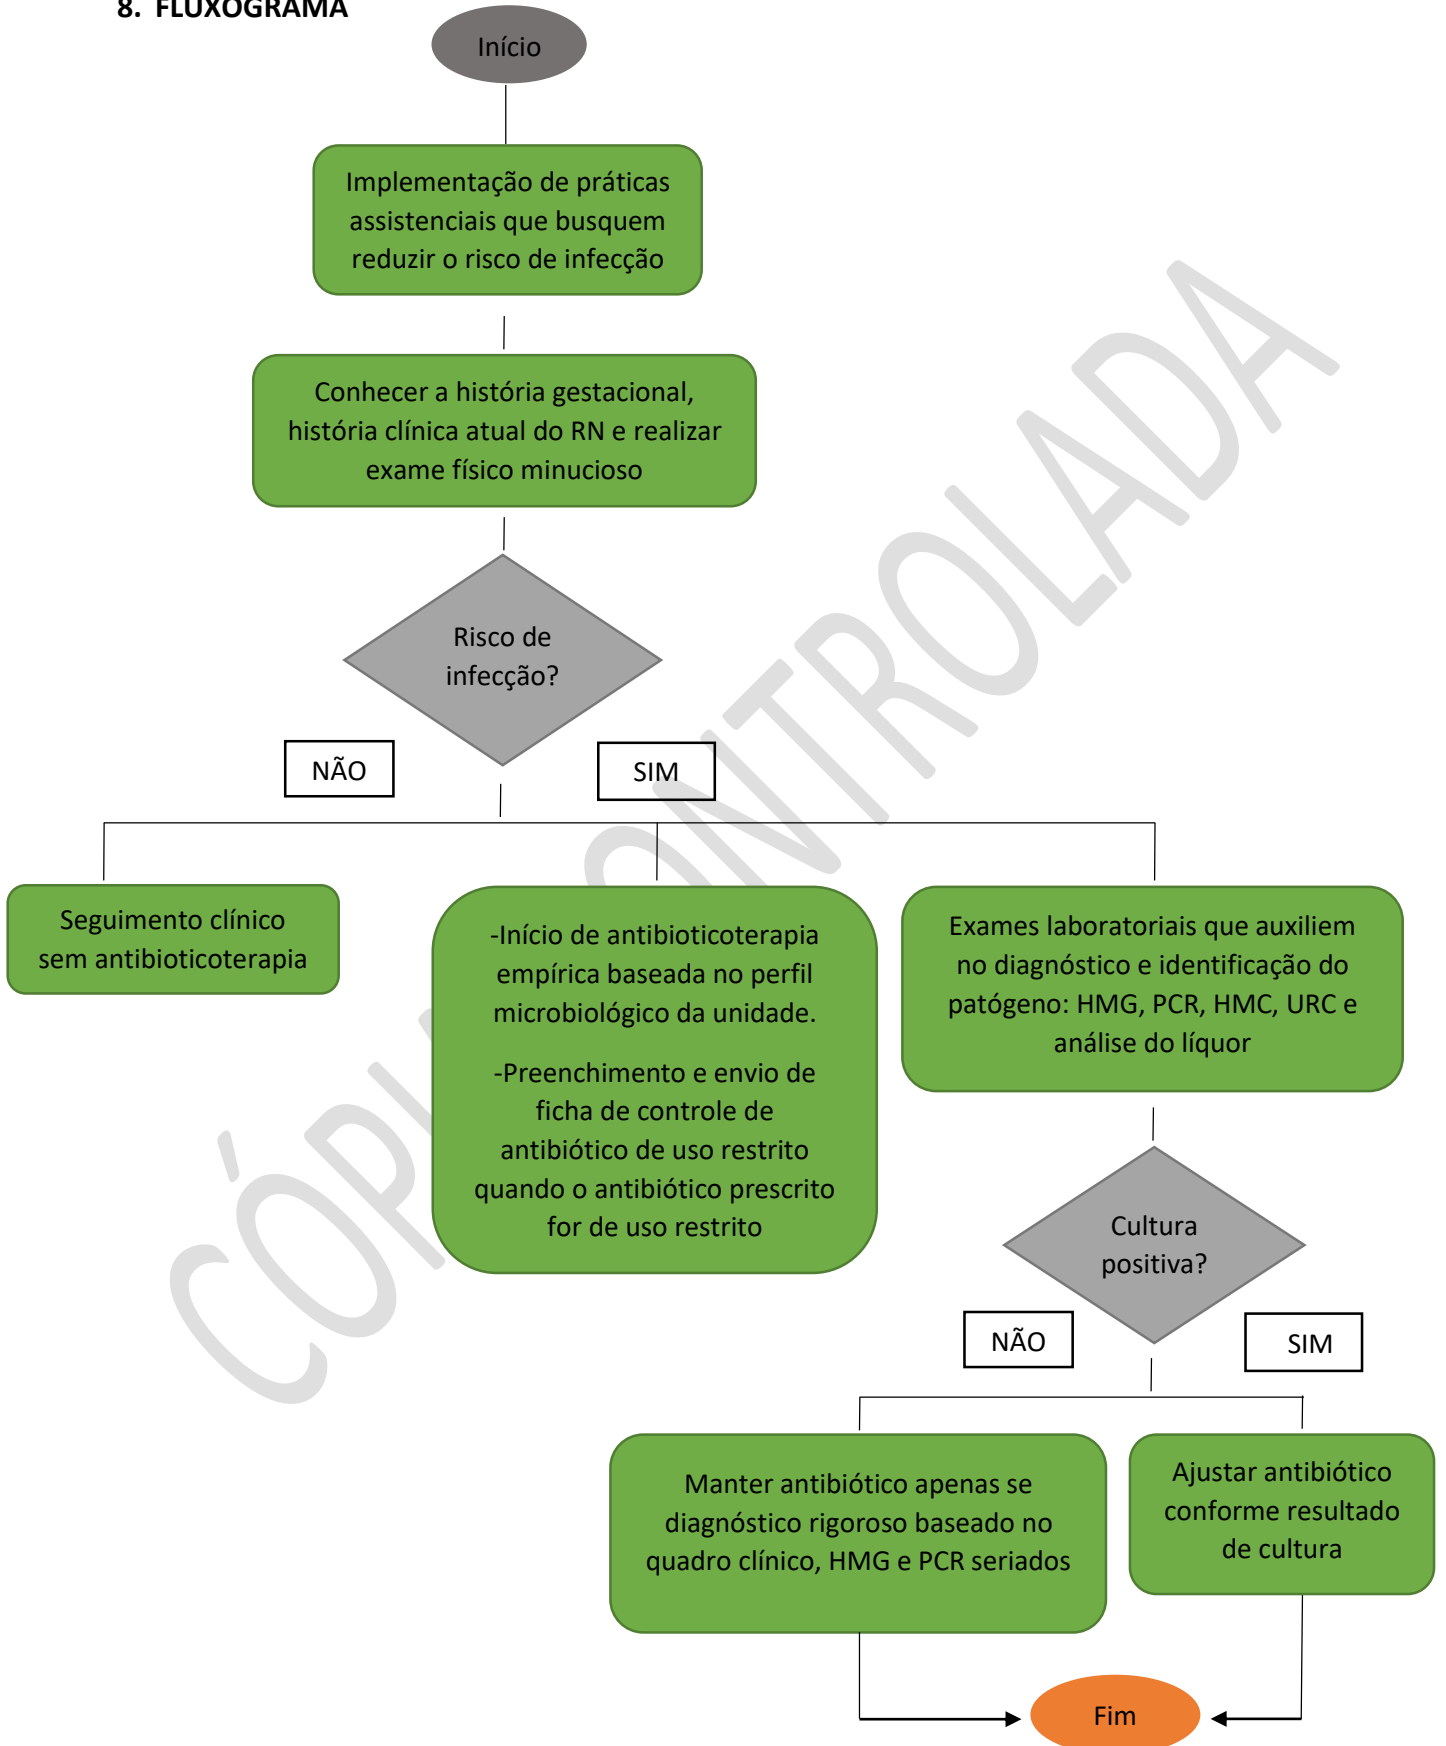 8. FLUXOGRAMA
Início
Implementação de práticas
assistenciais que busquem
reduzir o risco de infecção
Conhecer a história gestacional,
história clínica atual do RN e realizar
exame físico minucioso
Risco de
infecção?
NÃO
SIM
Seguimento clínico
sem antibioticoterapia
-Início de antibioticoterapia
empírica baseada no perfil
microbiológico da unidade.
-Preenchimento e envio de
ficha de controle de
antibiótico de uso restrito
quando o antibiótico prescrito
for de uso restrito
Exames laboratoriais que auxiliem
no diagnóstico e identificação do
patógeno: HMG, PCR, HMC, URC e
análise do líquor
Cultura
positiva?
NÃO
SIM
Manter antibiótico apenas se
diagnóstico rigoroso baseado no
quadro clínico, HMG e PCR seriados
Ajustar antibiótico
conforme resultado
de cultura
Fim
CÓPIA CONTROLADA